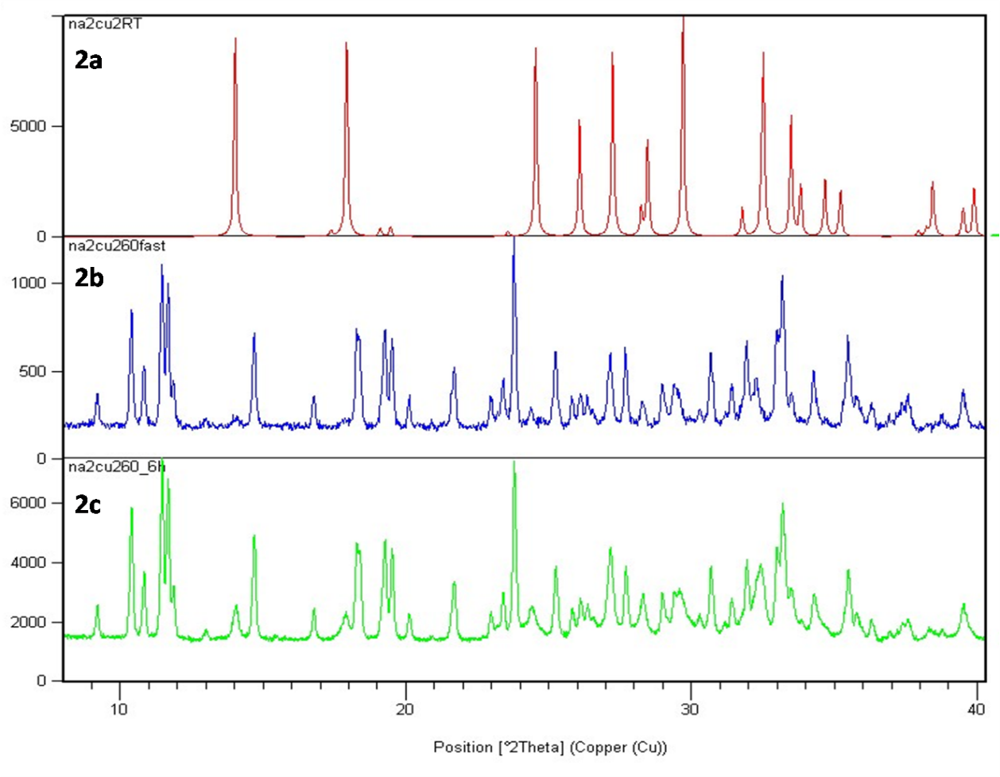 na2cu2RT
2a
5000
0
na2cu260fast
2b
1000
500
0
na2cu260_6h
2c
6000
4000
2000
0
10 20 30 40
Position [°2Theta] (Copper (Cu))